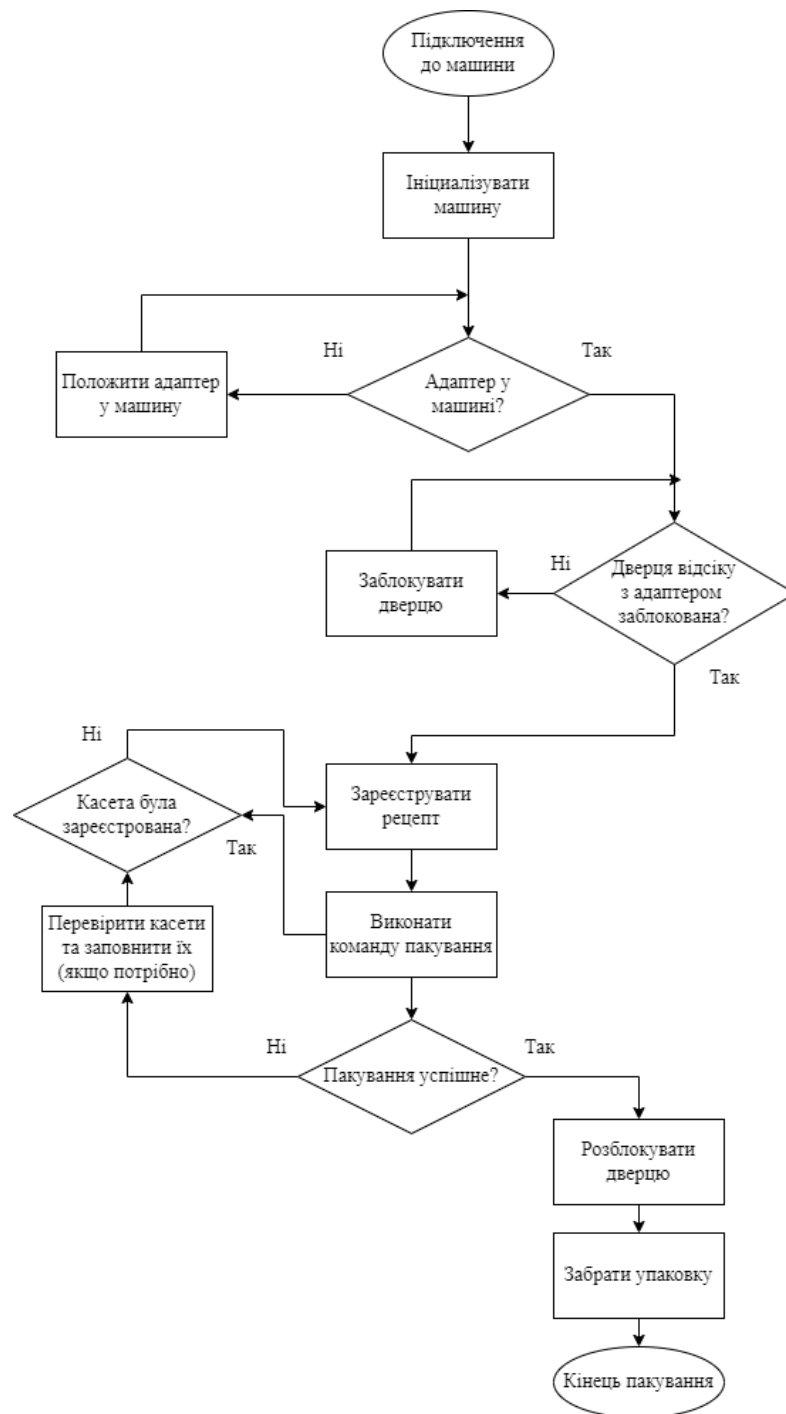 Підключення
до машини
Ініциалізувати
машину
Ні
Так
Положити адаптер
у машину
Адаптер у
машині?
Ні
Заблокувати
дверцю
Дверця відсіку
з адаптером
заблокована?
Так
Ні
Касета була
зареєстрована?
Зареєструвати
рецепт
Так
Перевірити касети
та заповнити їх
(якщо потрібно)
Виконати
команду пакування
Ні
Так
Пакування успішне?
Розблокувати
дверцю
Забрати упаковку
Кінець пакування